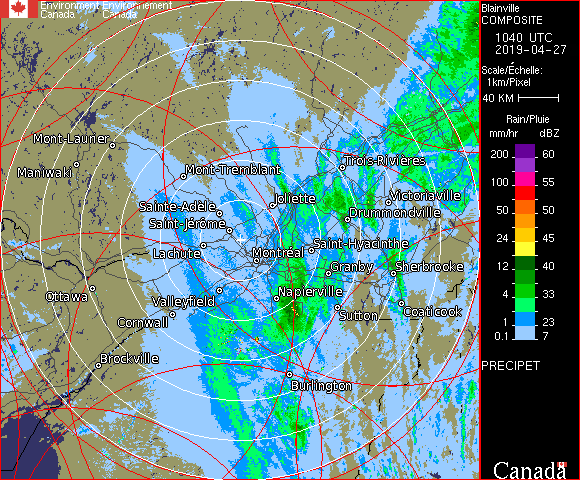 Environment Environnement
Canada Canada
Blainville
COMPOSITE
1040 UTC
2019-04-27
Scale/Échelle:
1km/Pixel
40 KM
Rain/Pluie
mm/hr dBZ
200 60
100 55
50 50
24 45
12 40
8 35
4 33
1 23
0.1 7
PRECIPET
Canada
Mont-Laurier
Maniwaki
Mont-Tremblant
Trois-Rivières
Sainte-Adèle
Joliette
Victoriaville
Drummondville
Saint-Jérôme
Lachute
Montréal
Saint-Hyacinthe
Granby
Sherbrooke
Ottawa
Valleyfield
Napierville
Cornwall
Sutton
Coaticook
Brockville
Burlington